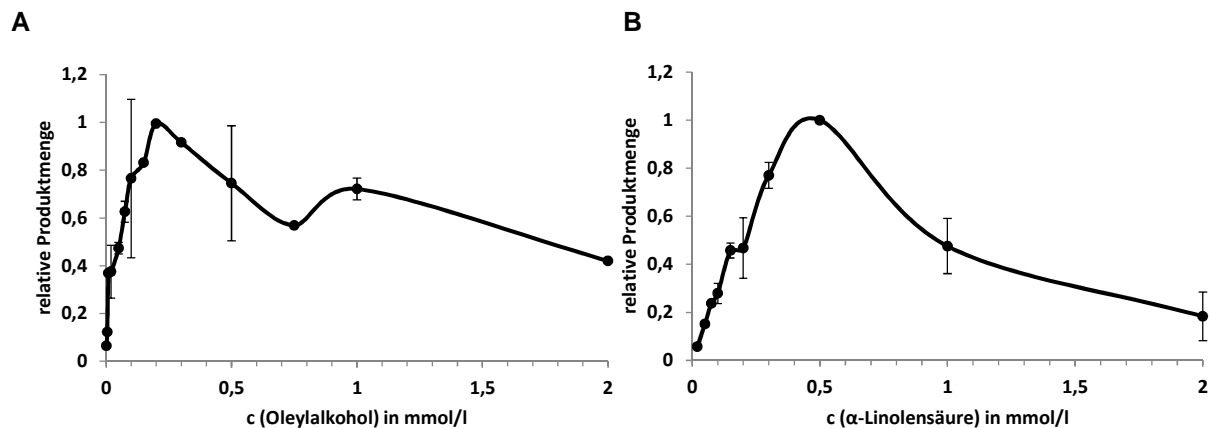 A
relative Produktmenge
1,2
1
0,8
0,6
0,4
0,2
0
0 0,5 1 1,5 2
c (Oleylalkohol) in mmol/l
B
relative Produktmenge
1,2
1
0,8
0,6
0,4
0,2
0
0 0,5 1 1,5 2
c (α-Linolensäure) in mmol/l